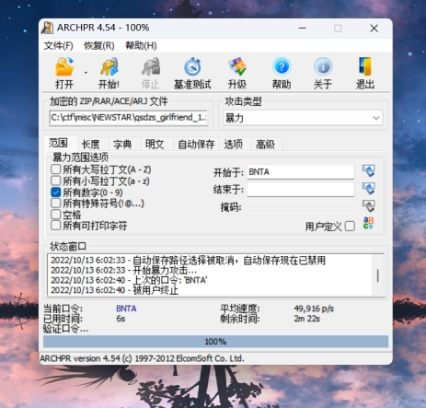 ARCHPR 4.54 - 100%
文件(F) 恢复(R) 帮助(H)
打开 开始! 停止 基准测试 升级 帮助 关于 退出
加密的 ZIP/RAR/ACE/ARJ 文件 攻击类型
C:\ctf\misc\NEWSTAR\qsdzs_girlfriend_1. 暴力
范围 长度 字典 明文 自动保存 选项 高级
暴力范围选项
所有大写拉丁文(A - Z) 开始于: BNTA
所有小写拉丁文(a - z) 结束于:
所有数字(0 - 9) 掩码:
所有特殊符号(!@...)
空格
所有可打印字符 用户定义
状态窗口
2022/10/13 6:02:33 - 自动保存路径选择被取消，自动保存现在已禁用
2022/10/13 6:02:33 - 开始暴力攻击...
2022/10/13 6:02:40 - 上次的口令: 'BNTA'
2022/10/13 6:02:40 - 被用户终止
当前口令: BNTA 平均速度: 49,916 p/s
已用时间: 6s 剩余时间: 2m 22s
验证口令...
100%
ARCHPR version 4.54 (c) 1997-2012 ElcomSoft Co. Ltd.